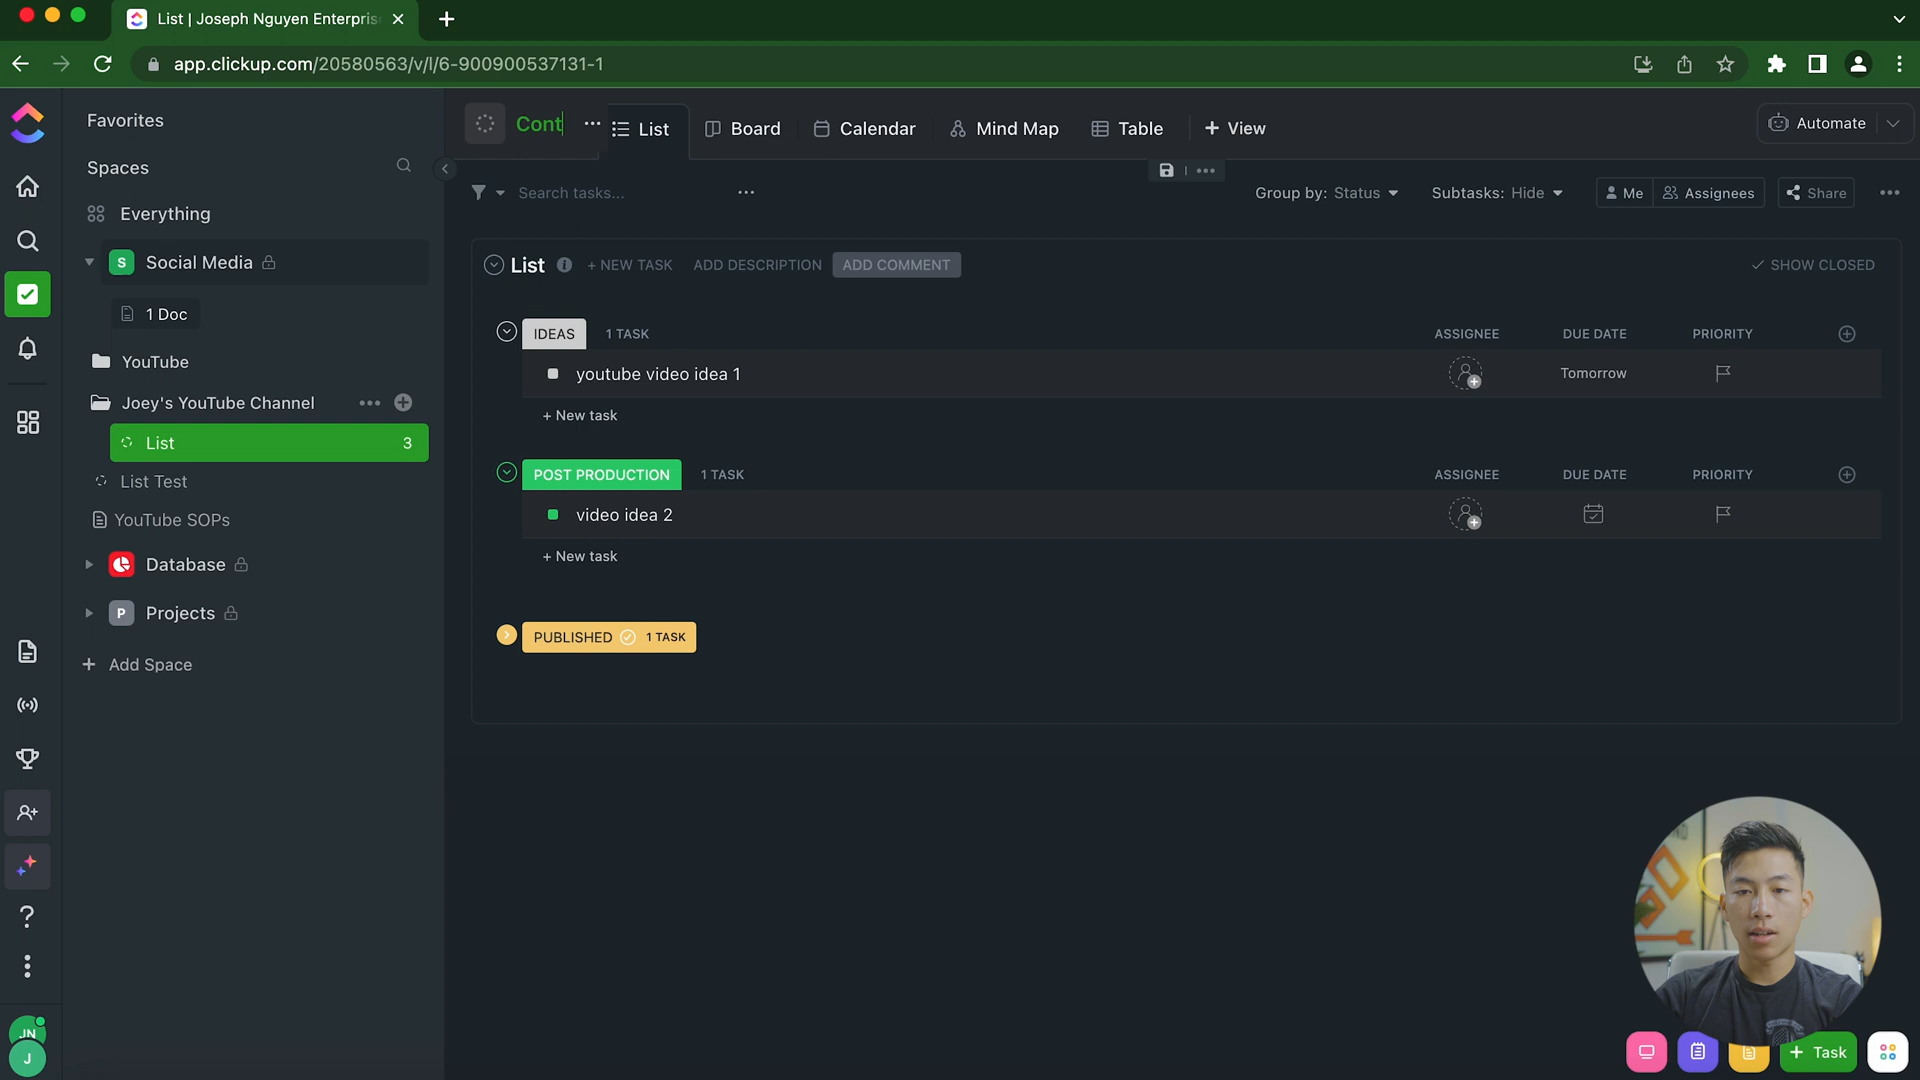 List | Joseph Nguyen Enterpris
app.clickup.com/20580563/v/l/6-900900537131-1
Favorites
Spaces
Everything
S Social Media
1 Doc
YouTube
Joey's YouTube Channel
List 3
List Test
YouTube SOPs
Database
P Projects
+ Add Space
JN
J
Cont
List
Board
Calendar
Mind Map
Table
+ View
Automate
Search tasks...
Group by: Status
Subtasks: Hide
Me
Assignees
Share
List
+ NEW TASK
ADD DESCRIPTION
ADD COMMENT
SHOW CLOSED
IDEAS 1 TASK ASSIGNEE DUE DATE PRIORITY
youtube video idea 1 Tomorrow
+ New task
POST PRODUCTION 1 TASK ASSIGNEE DUE DATE PRIORITY
video idea 2
+ New task
PUBLISHED 1 TASK
+ Task